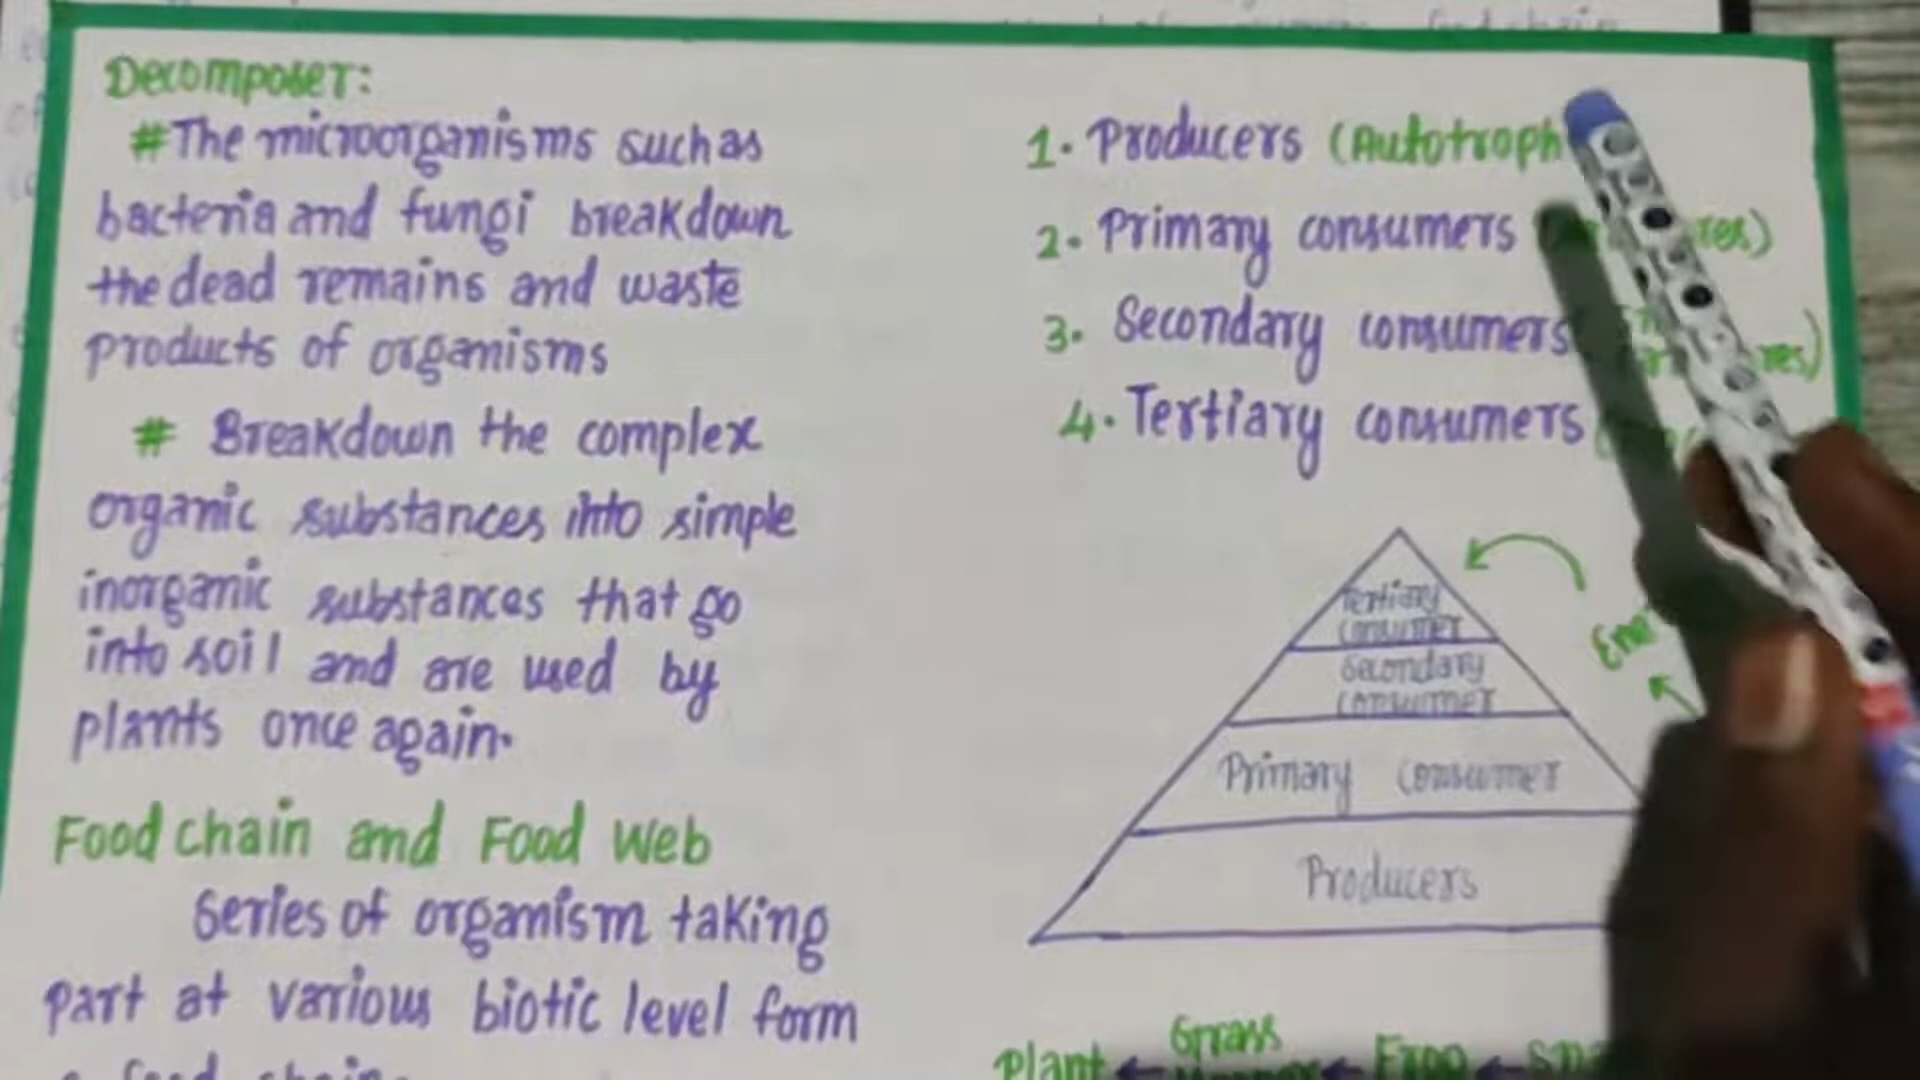 Decomposer:
# The microorganisms such as
bacteria and fungi breakdown
the dead remains and waste
products of organisms
# Breakdown the complex
organic substances into simple
inorganic substances that go
into soil and are used by
plants once again.
Food chain and Food Web
Series of organism taking
part at various biotic level form
a food chain.
1. Producers (Autotroph
2. Primary consumers
3. Secondary consumers
4. Tertiary consumers
Tertiary
consumer
Secondary
consumer
Primary consumer
Producers
Grass
Plant ← ← Frog ←